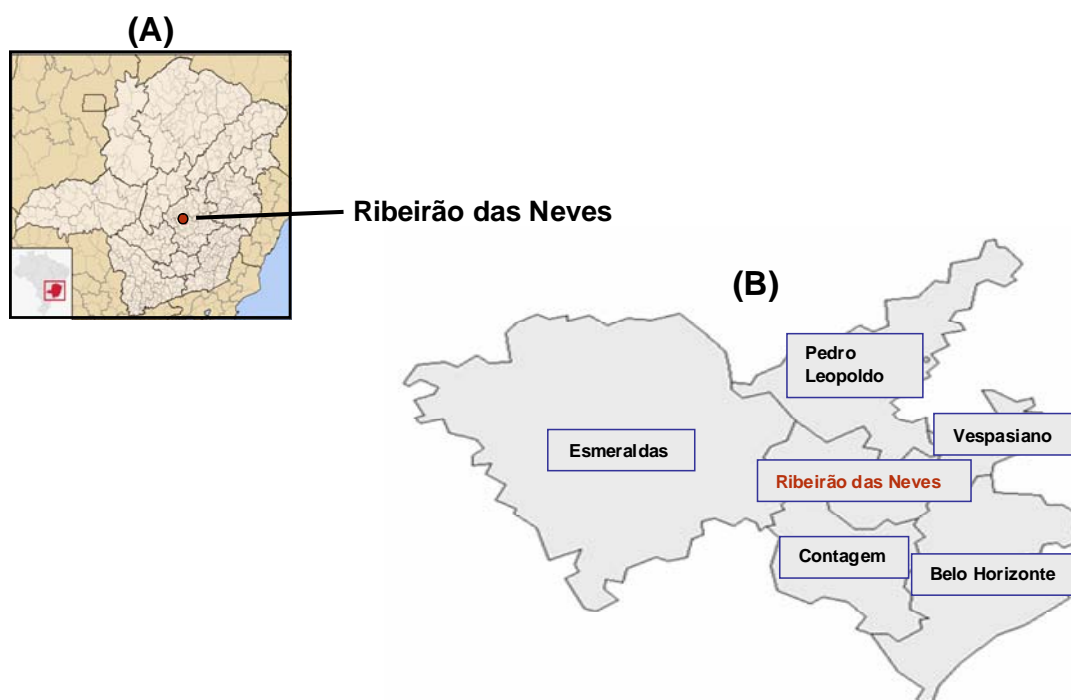 (A)
Ribeirão das Neves
(B)
Pedro
Leopoldo
Vespasiano
Esmeraldas
Ribeirão das Neves
Contagem
Belo Horizonte